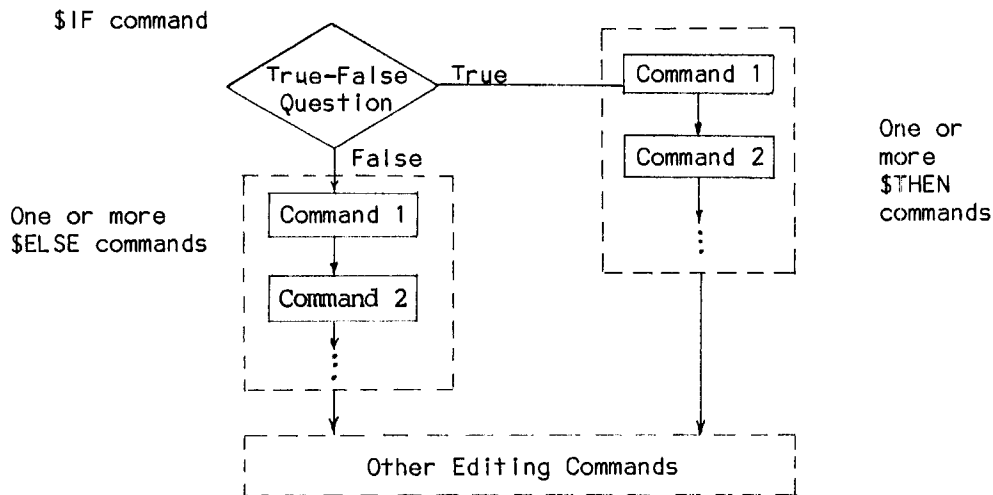 $IF command
True-False
Question
True
False
Command 1
Command 2
One or
more
$THEN
commands
One or more
$ELSE commands
Command 1
Command 2
Other Editing Commands